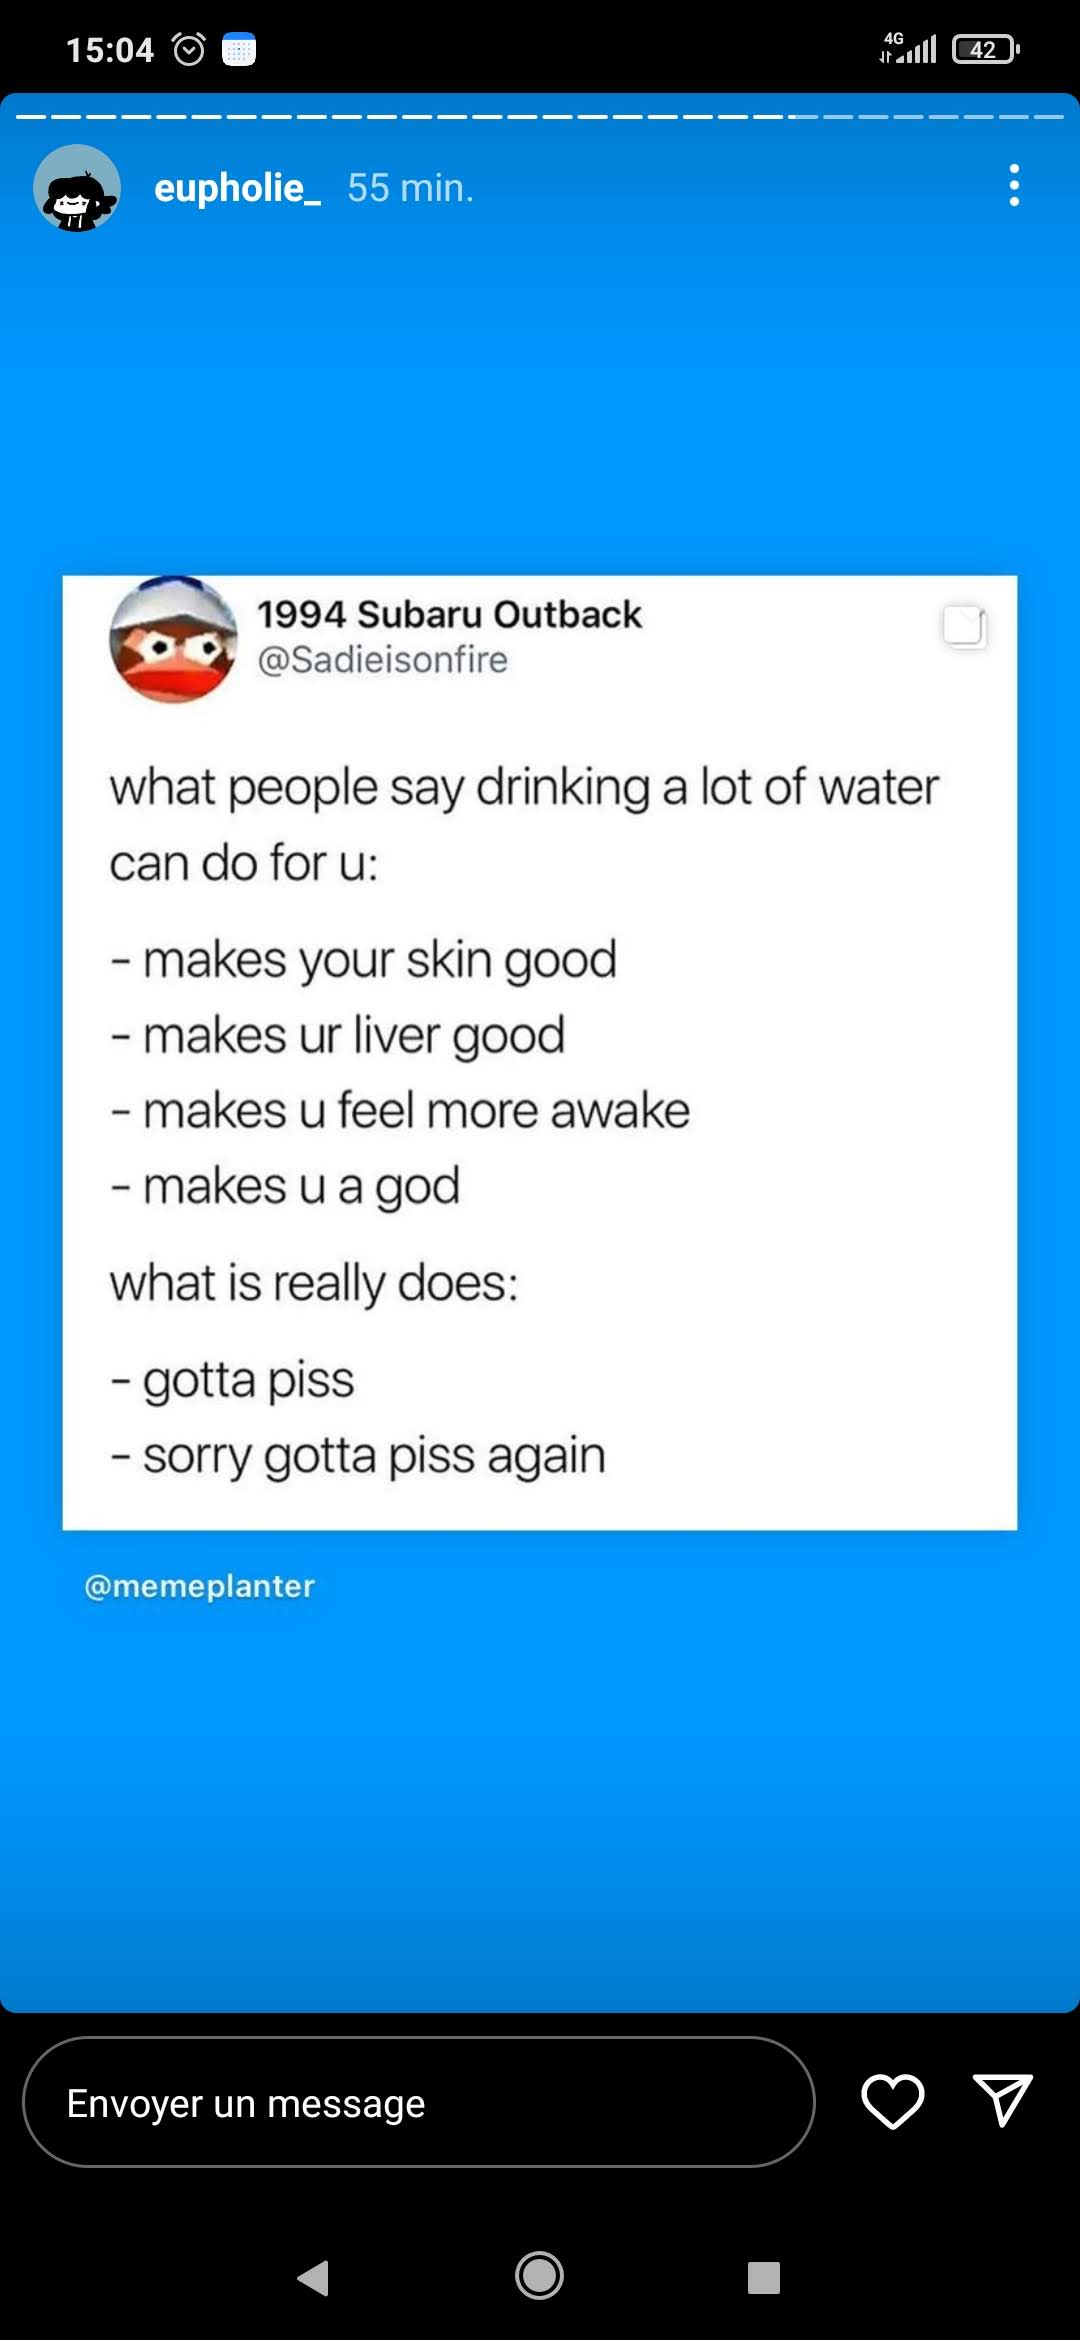 15:04
4G
42
eupholie_ 55 min.
1994 Subaru Outback
@Sadieisonfire
what people say drinking a lot of water
can do for u:
- makes your skin good
- makes ur liver good
- makes u feel more awake
- makes u a god
what is really does:
- gotta piss
- sorry gotta piss again
@memeplanter
Envoyer un message